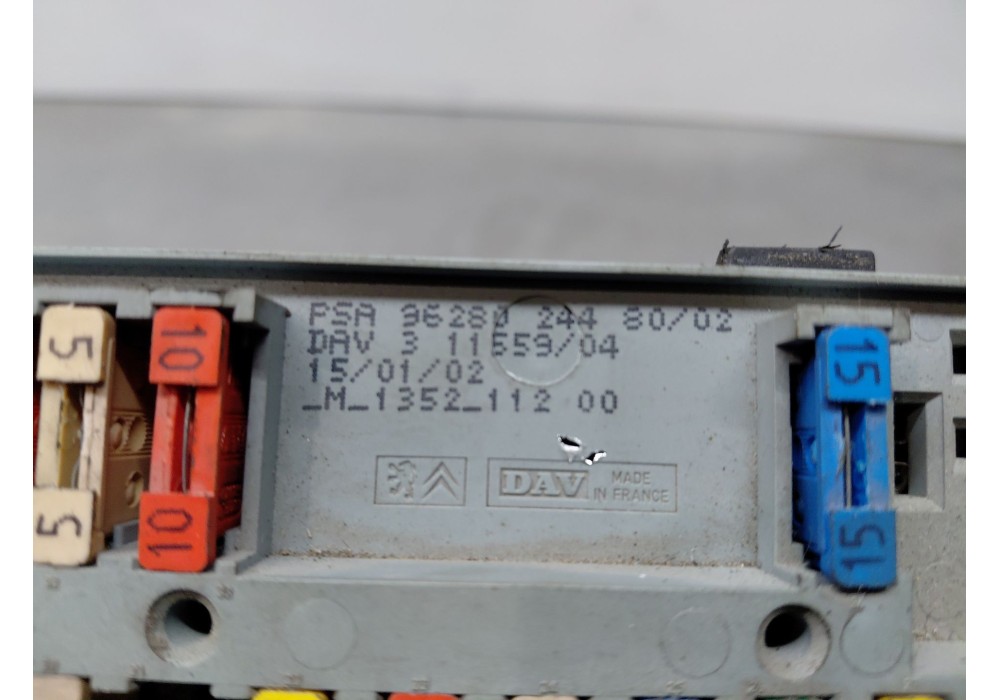 PSA 96280 244 80/02
DAV 3 11559/04
15/01/02
_M_1352_112 00
5
10
15
DAV MADE
IN FRANCE
5
10
15